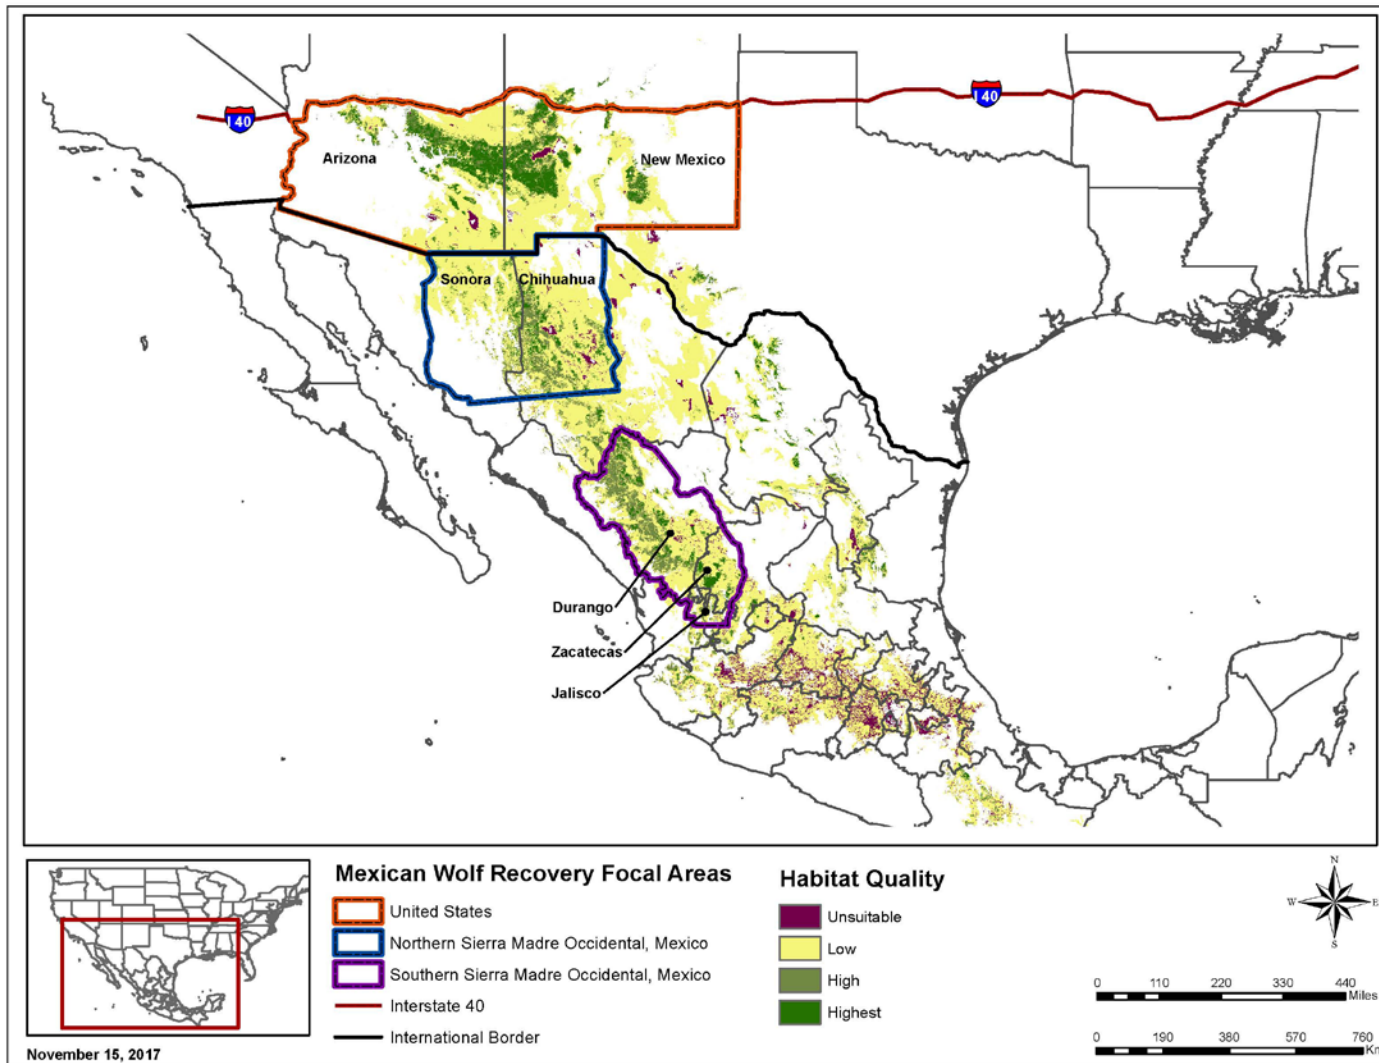 I 40
I 40
Arizona
New Mexico
Sonora
Chihuahua
Durango
Zacatecas
Jalisco
Mexican Wolf Recovery Focal Areas
United States
Northern Sierra Madre Occidental, Mexico
Southern Sierra Madre Occidental, Mexico
Interstate 40
International Border
Habitat Quality
Unsuitable
Low
High
Highest
N
W E
S
0 110 220 330 440
Miles
0 190 380 570 760
Km
November 15, 2017